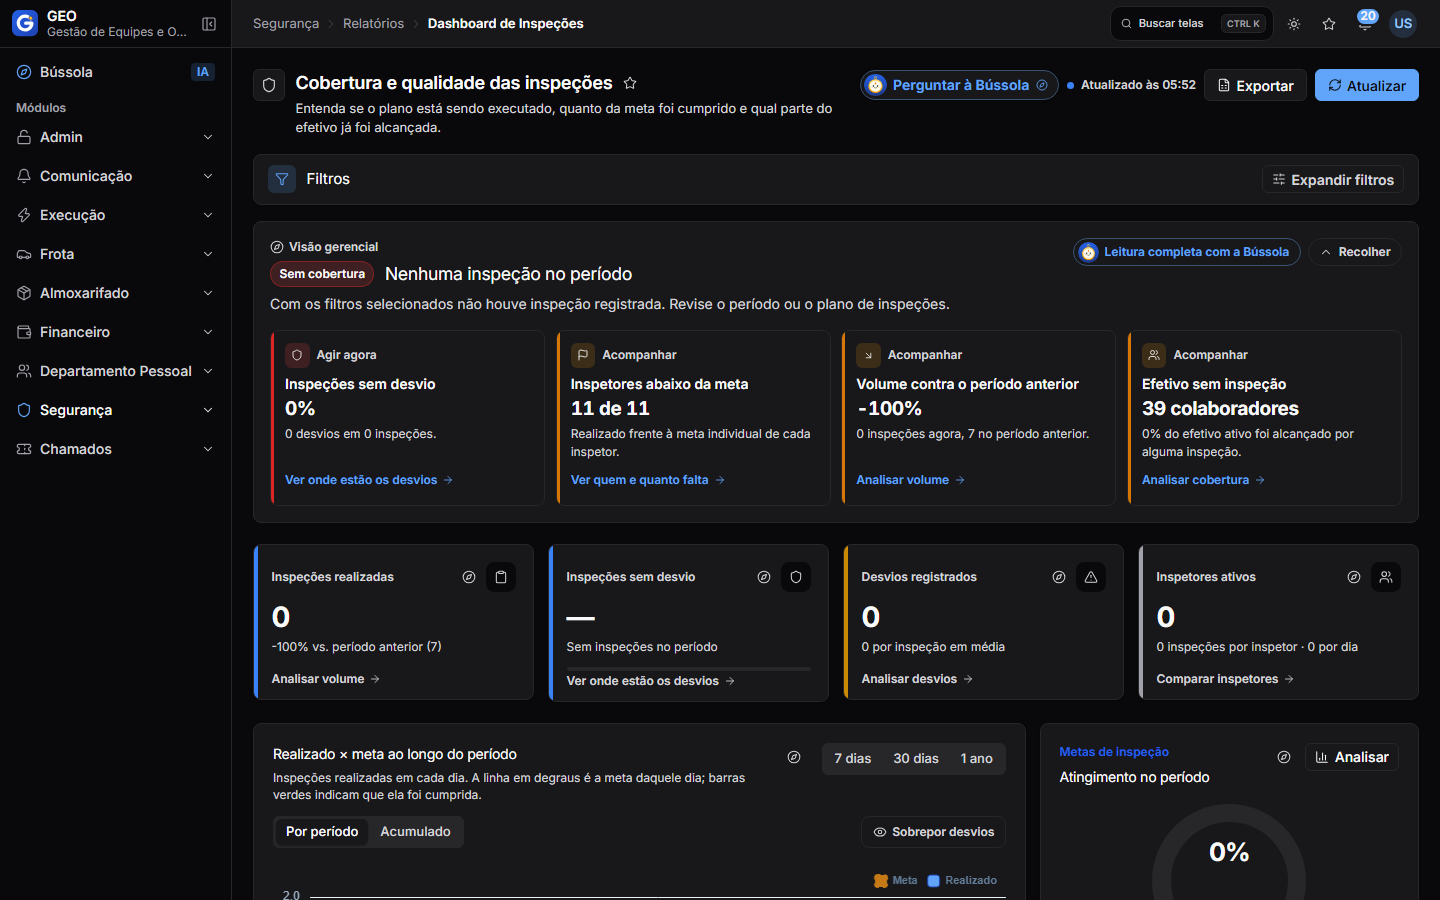 GEO
Gestão de Equipes e O...
Segurança
Relatórios
Dashboard de Inspeções
Buscar telas
CTRL K
20
US
Bússola
IA
Módulos
Admin
Comunicação
Execução
Frota
Almoxarifado
Financeiro
Departamento Pessoal
Segurança
Chamados
Cobertura e qualidade das inspeções
Entenda se o plano está sendo executado, quanto da meta foi cumprido e qual parte do
efetivo já foi alcançada.
Perguntar à Bússola
Atualizado às 05:52
Exportar
Atualizar
Filtros
Expandir filtros
Visão gerencial
Sem cobertura
Nenhuma inspeção no período
Com os filtros selecionados não houve inspeção registrada. Revise o período ou o plano de inspeções.
Leitura completa com a Bússola
Recolher
Agir agora
Inspeções sem desvio
0%
0 desvios em 0 inspeções.
Ver onde estão os desvios
Acompanhar
Inspetores abaixo da meta
11 de 11
Realizado frente à meta individual de cada
inspetor.
Ver quem e quanto falta
Acompanhar
Volume contra o período anterior
-100%
0 inspeções agora, 7 no período anterior.
Analisar volume
Acompanhar
Efetivo sem inspeção
39 colaboradores
0% do efetivo ativo foi alcançado por
alguma inspeção.
Analisar cobertura
Inspeções realizadas
0
-100% vs. período anterior (7)
Analisar volume
Inspeções sem desvio
—
Sem inspeções no período
Ver onde estão os desvios
Desvios registrados
0
0 por inspeção em média
Analisar desvios
Inspetores ativos
0
0 inspeções por inspetor · 0 por dia
Comparar inspetores
Realizado × meta ao longo do período
Inspeções realizadas em cada dia. A linha em degraus é a meta daquele dia; barras
verdes indicam que ela foi cumprida.
7 dias
30 dias
1 ano
Por período
Acumulado
Sobrepor desvios
Meta
Realizado
2.0
Metas de inspeção
Atingimento no período
Analisar
0%